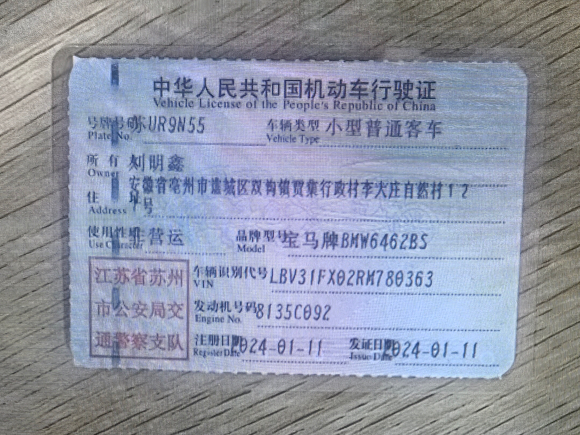 中华人民共和国机动车行驶证
Vehicle License of the People's Republic of China
号牌号码 苏UR9N55 车辆类型 小型普通客车
Plate No. Vehicle Type
所有人 刘明鑫
Owner
住址 安徽省亳州市谯城区双沟镇贾集行政村李大庄自然村12号
Address
使用性质 非营运 品牌型号 宝马牌BMW6462BS
Use Character Model
江苏省苏州市公安局交通警察支队
车辆识别代号 LBV31FX02RM780363
VIN
发动机号码 8135C092
Engine No.
注册日期 2024-01-11 发证日期 2024-01-11
Register Date Issue Date